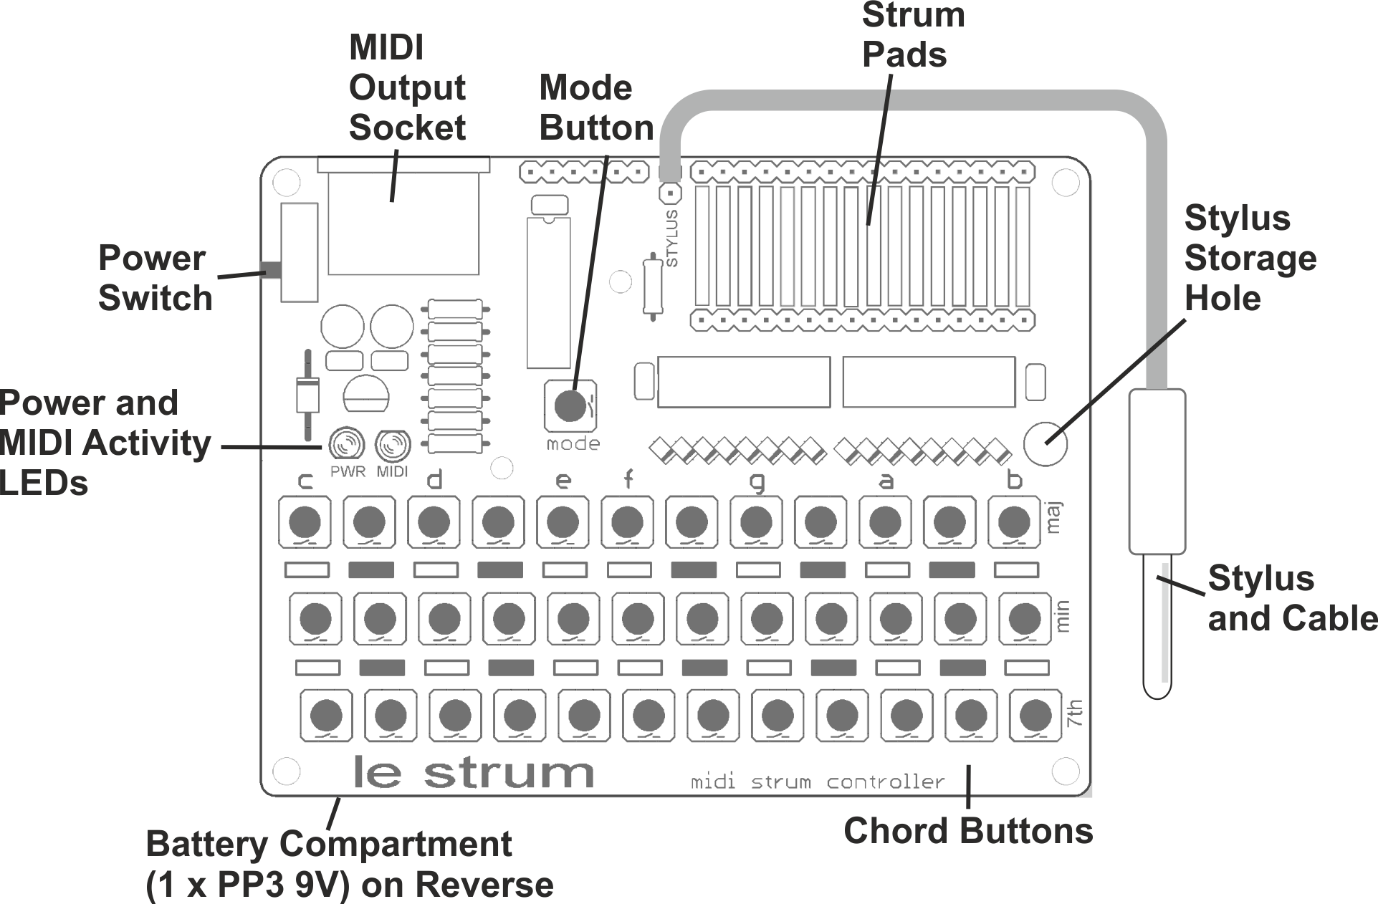 Strum
Pads
MIDI
Output
Socket
Mode
Button
STYLUS
Stylus
Storage
Hole
Power
Switch
Power and
MIDI Activity
LEDs
mode
PWR MIDI
c d e f g a b
maj
min
7th
Stylus
and Cable
le strum
midi strum controller
Chord Buttons
Battery Compartment
(1 x PP3 9V) on Reverse